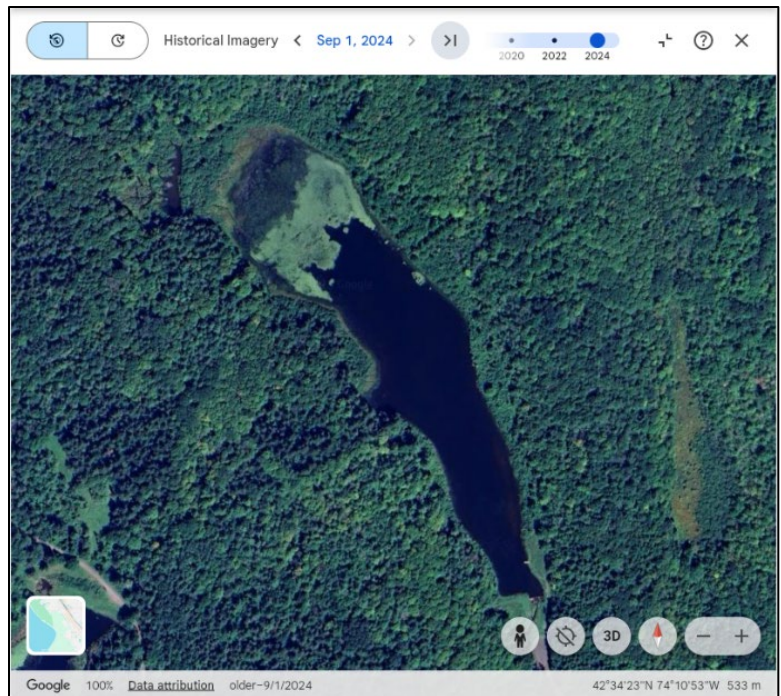 Historical Imagery Sep 1, 2024
2020 2022 2024
Google
3D
Google 100% Data attribution older–9/1/2024 42°34'23"N 74°10'53"W 533 m